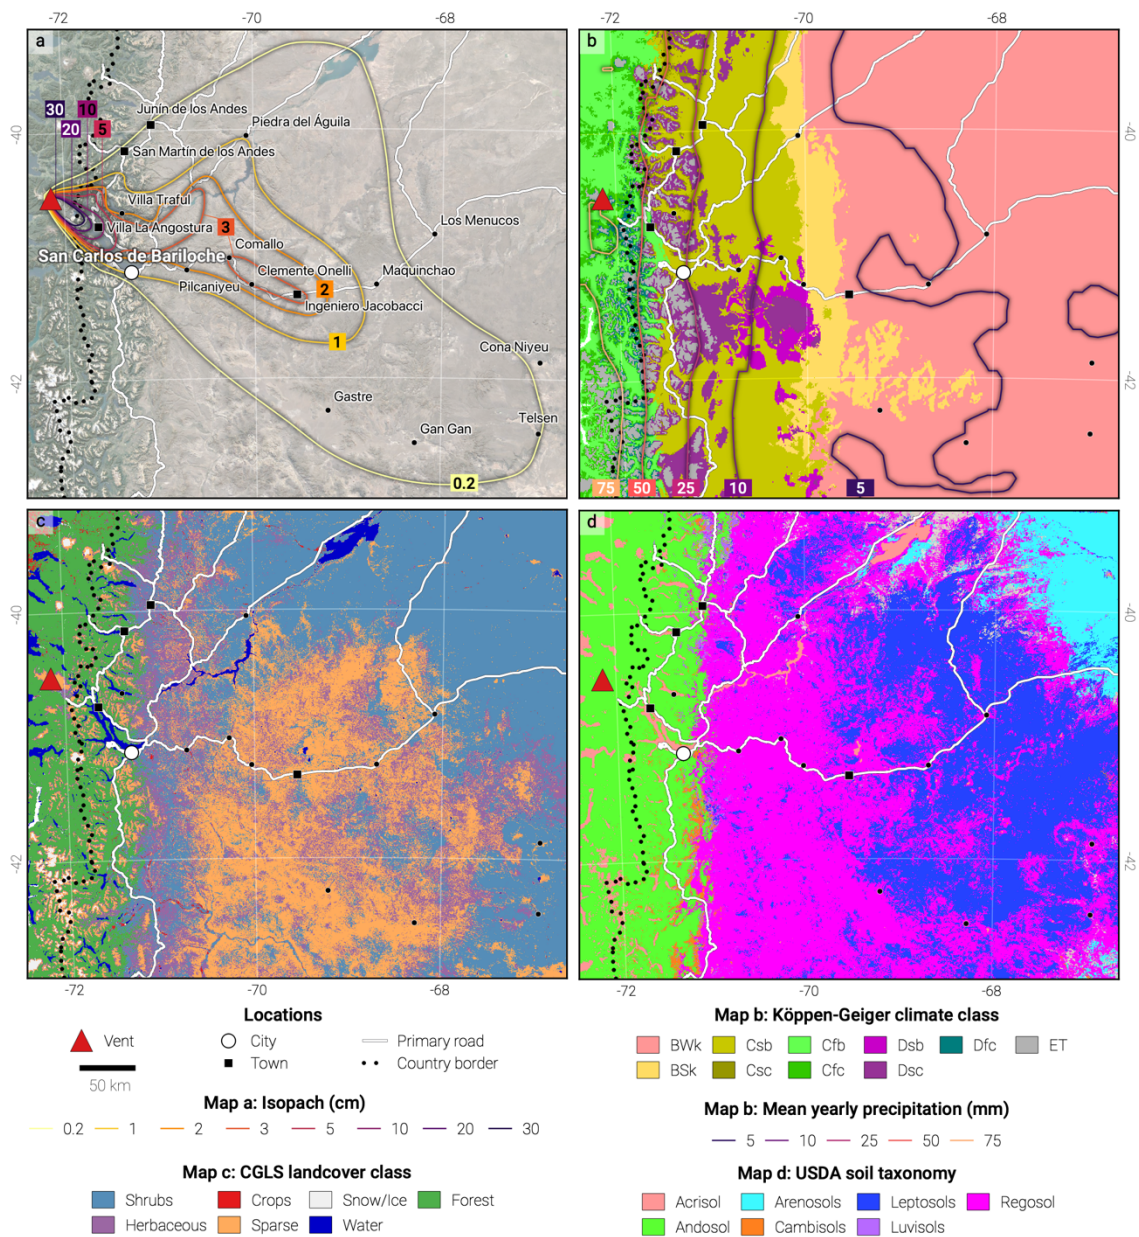 -72 -70 -68
a
30 10
20 5
Junín de los Andes
Piedra del Águila
San Martín de los Andes
Villa Traful
Villa La Angostura
3
Los Menucos
Comallo
San Carlos de Bariloche
Clemente Onelli
Maquinchao
Pilcaniyeu
2
Ingeniero Jacobacci
1
Cona Niyeu
Gastre
Telsen
Gan Gan
0.2
-40
-42
-72 -70 -68
b
75 50 25 10 5
-40
-42
c
-40
-42
-72 -70 -68
d
-40
-42
-72 -70 -68
Locations
Vent City Primary road
50 km Town Country border
Map a: Isopach (cm)
0.2 1 2 3 5 10 20 30
Map c: CGLS landcover class
Shrubs Crops Snow/Ice Forest
Herbaceous Sparse Water
Map b: Köppen-Geiger climate class
BWk Csb Cfb Dsb Dfc ET
BSk Csc Cfc Dsc
Map b: Mean yearly precipitation (mm)
5 10 25 50 75
Map d: USDA soil taxonomy
Acrisol Arenosols Leptosols Regosol
Andosol Cambisols Luvisols